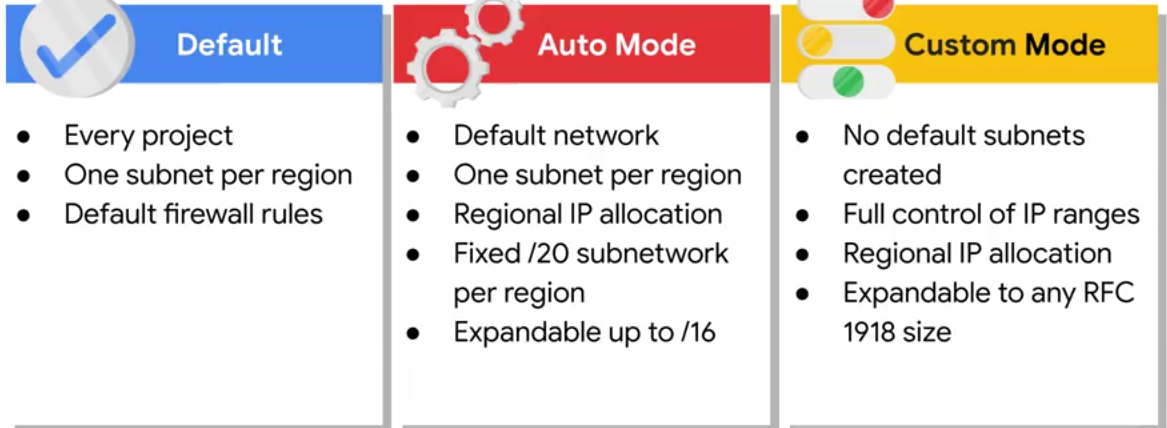 Default
● Every project
● One subnet per region
● Default firewall rules
Auto Mode
● Default network
● One subnet per region
● Regional IP allocation
● Fixed /20 subnetwork
per region
● Expandable up to /16
Custom Mode
● No default subnets
created
● Full control of IP ranges
● Regional IP allocation
● Expandable to any RFC
1918 size